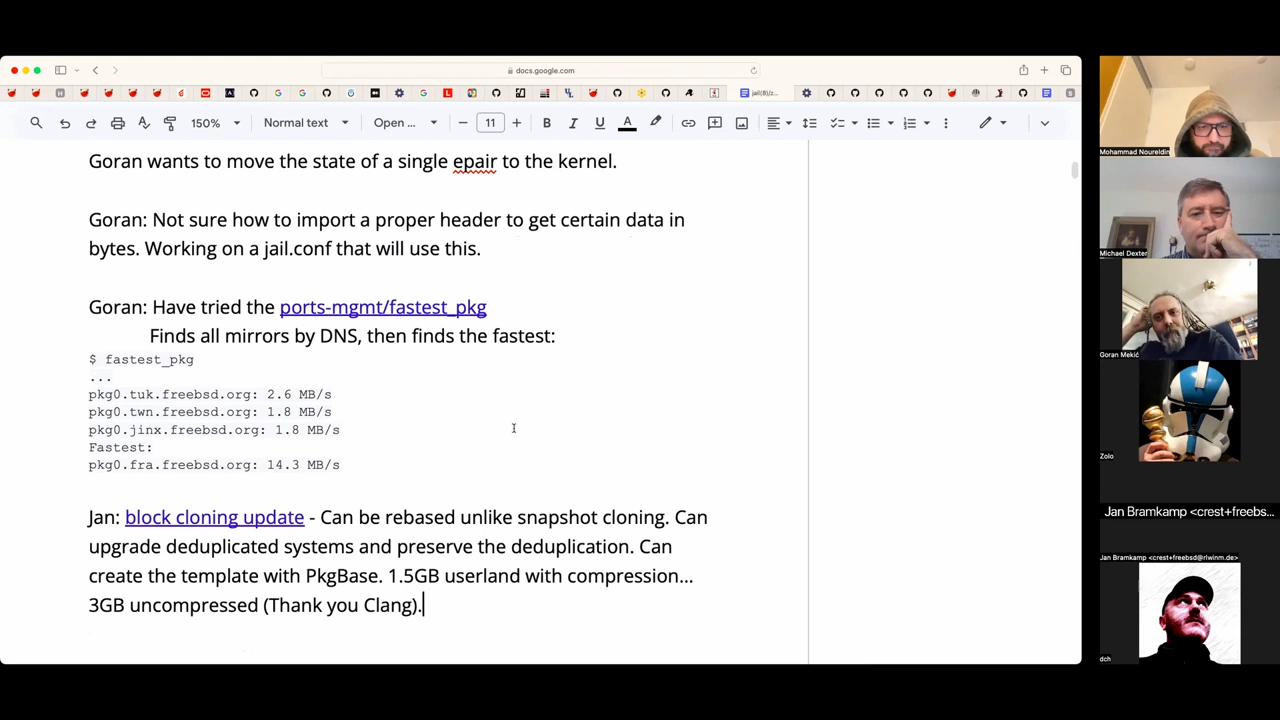 docs.google.com
jail(8)/z...
150%
Normal text
Open ...
11
B
I
U
A
Goran wants to move the state of a single epair to the kernel.
Goran: Not sure how to import a proper header to get certain data in
bytes. Working on a jail.conf that will use this.
Goran: Have tried the ports-mgmt/fastest_pkg
Finds all mirrors by DNS, then finds the fastest:
$ fastest_pkg
...
pkg0.tuk.freebsd.org: 2.6 MB/s
pkg0.twn.freebsd.org: 1.8 MB/s
pkg0.jinx.freebsd.org: 1.8 MB/s
Fastest:
pkg0.fra.freebsd.org: 14.3 MB/s
Jan: block cloning update - Can be rebased unlike snapshot cloning. Can
upgrade deduplicated systems and preserve the deduplication. Can
create the template with PkgBase. 1.5GB userland with compression...
3GB uncompressed (Thank you Clang).
Mohammad Noureldin
Michael Dexter
Goran Mekić
Zolo
Jan Bramkamp <crest+freebs...
Jan Bramkamp <crest+freebsd@rlwinm.de>
dch